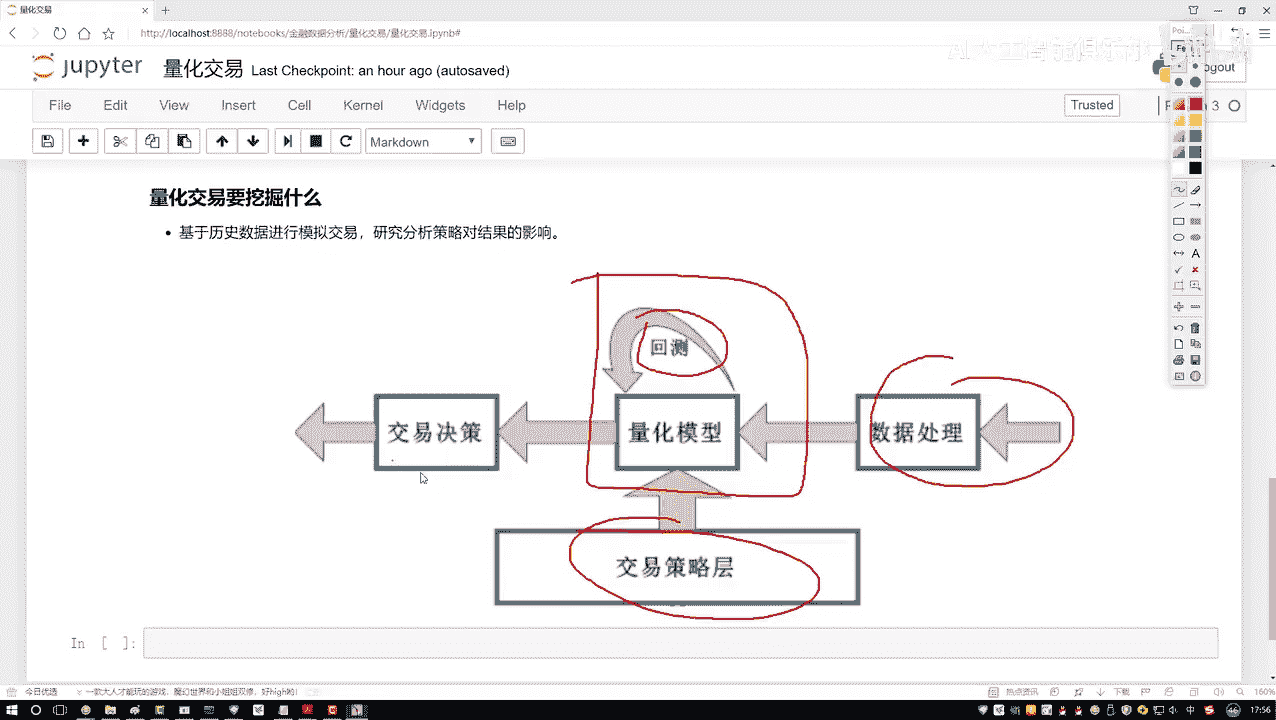 量化交易
http://localhost:8888/notebooks/金融数据分析/量化交易/量化交易.ipynb#
jupyter 量化交易 Last Checkpoint: an hour ago (autosaved)
File Edit View Insert Cell Kernel Widgets Help Trusted 3
Markdown
量化交易要挖掘什么
基于历史数据进行模拟交易，研究分析策略对结果的影响。
回测
交易决策 量化模型 数据处理
交易策略层
In [ ]:
今日优选 一款大人才能玩的游戏，魔幻世界和小姐姐双修，好high啦！ 热点资讯 下载 160%
中 17:56